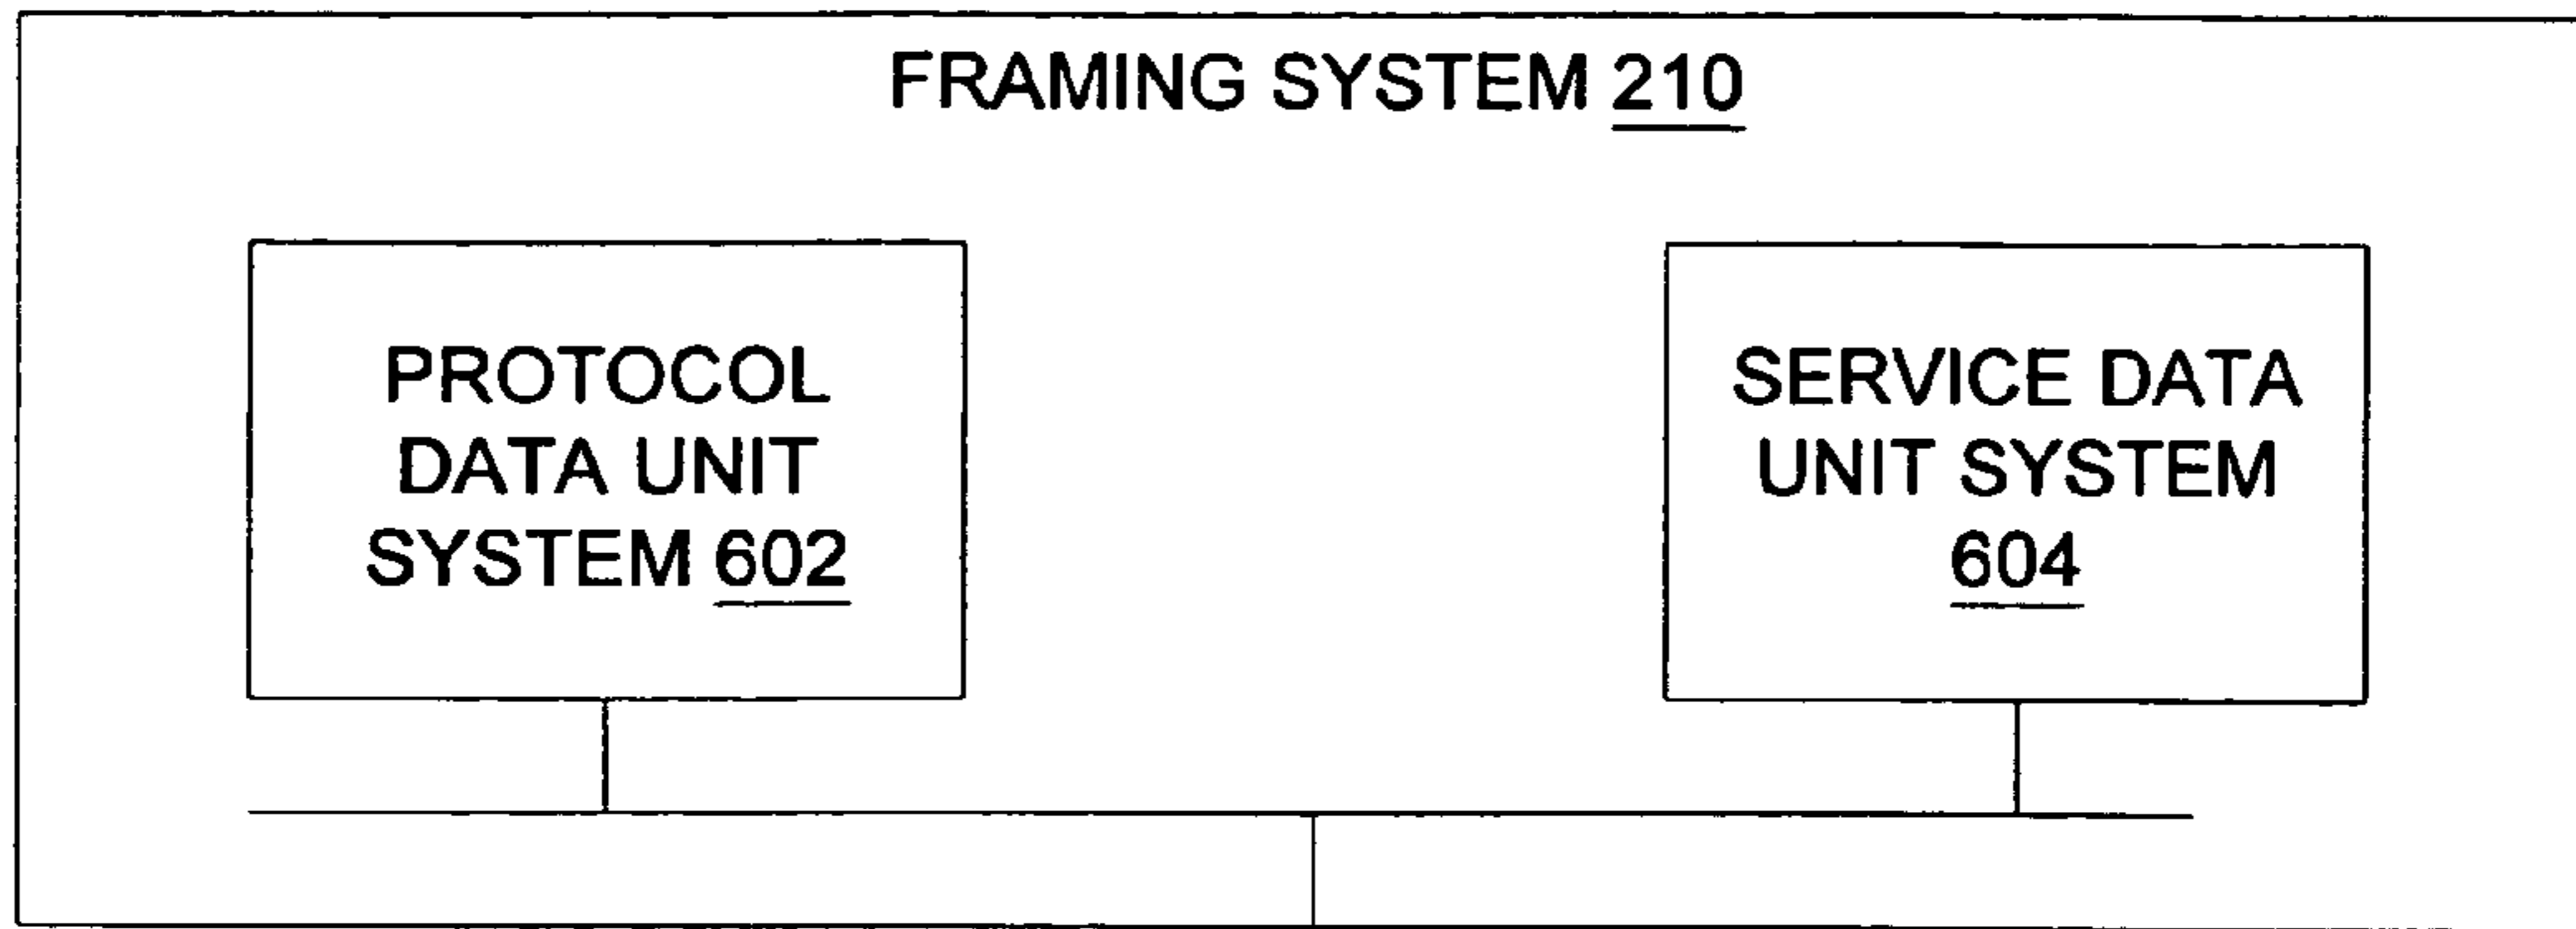 FRAMING SYSTEM 210
PROTOCOL
DATA UNIT
SYSTEM 602
SERVICE DATA
UNIT SYSTEM
604